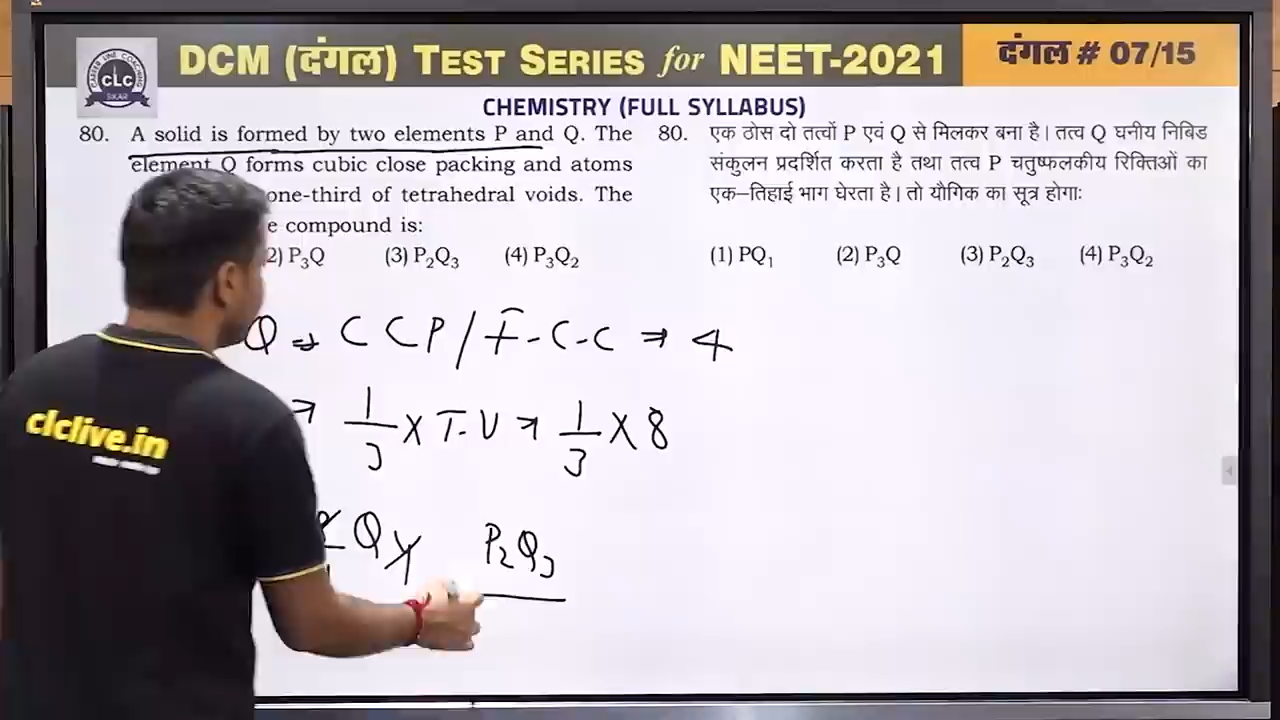 DCM (दंगल) TEST SERIES for NEET-2021
दंगल # 07/15
CLC
SIKAR
CHEMISTRY (FULL SYLLABUS)
80. A solid is formed by two elements P and Q. The
element Q forms cubic close packing and atoms
one-third of tetrahedral voids. The
e compound is:
2) P₃Q (3) P₂Q₃ (4) P₃Q₂
80. एक ठोस दो तत्वों P एवं Q से मिलकर बना है। तत्व Q घनीय निबिड
संकुलन प्रदर्शित करता है तथा तत्व P चतुष्फलकीय रिक्तिओं का
एक–तिहाई भाग घेरता है। तो यौगिक का सूत्र होगाः
(1) PQ₁ (2) P₃Q (3) P₂Q₃ (4) P₃Q₂
Q ⇒ CCP/F-C-C ⇒ 4
⇒ 1/3 × T-V ⇒ 1/3 × 8
Q P₂Q₃
clclive.in